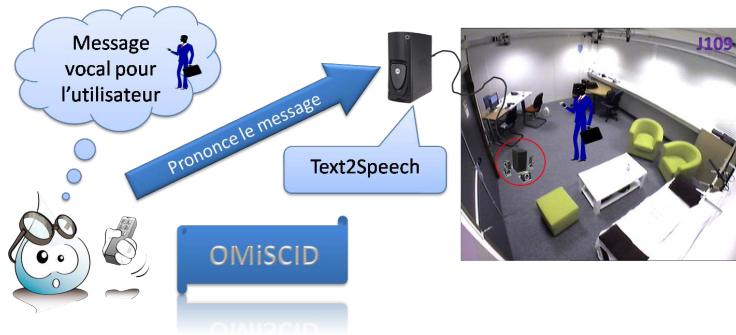 Message
vocal pour
l'utilisateur
Prononce le message
Text2Speech
J109
OMiSCID